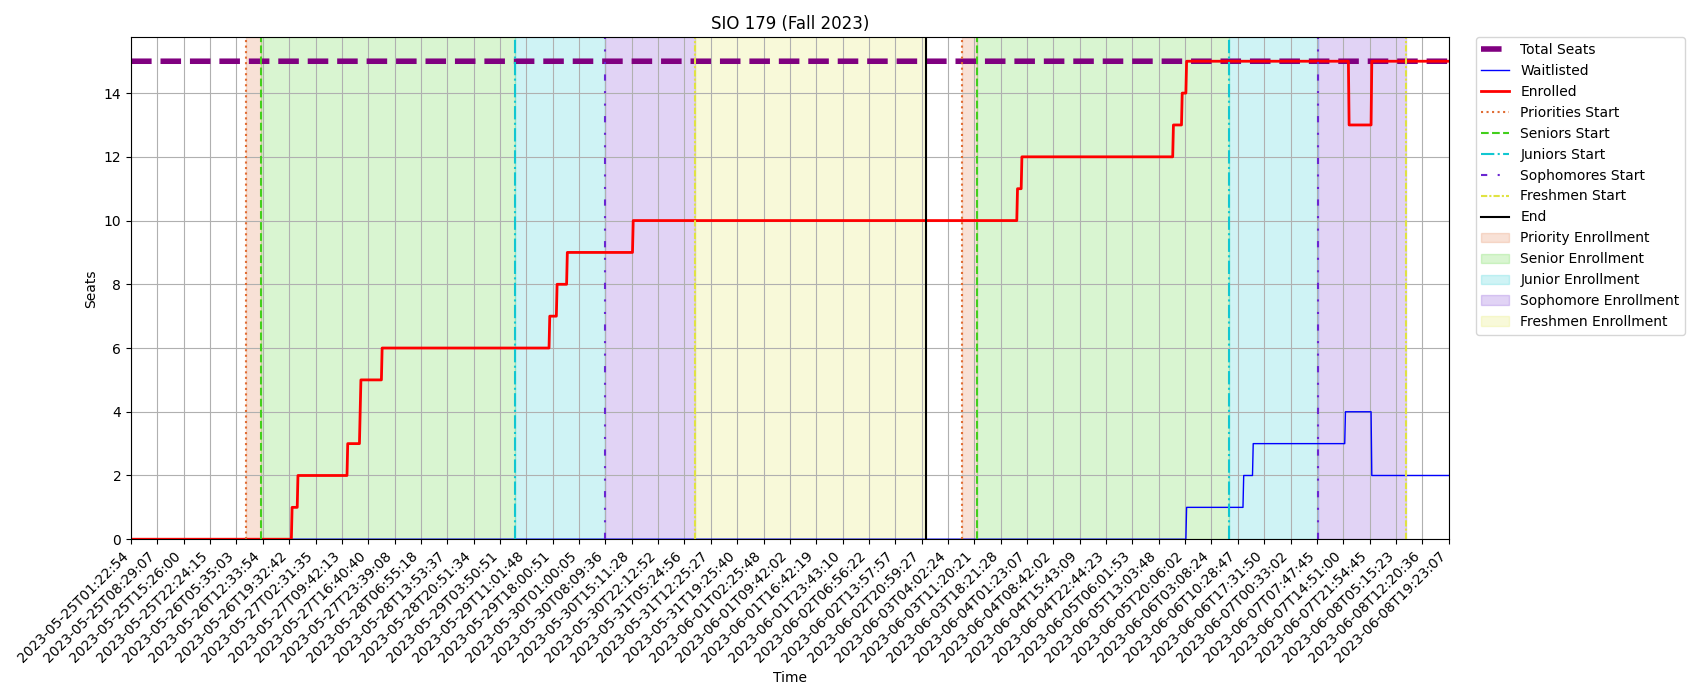 SIO 179 (Fall 2023)
Seats
0
2
4
6
8
10
12
14
2023-05-25T01:22:54
2023-05-25T08:29:07
2023-05-25T15:26:00
2023-05-25T22:24:15
2023-05-26T05:35:03
2023-05-26T12:33:54
2023-05-26T19:32:42
2023-05-27T02:31:35
2023-05-27T09:42:13
2023-05-27T16:40:40
2023-05-27T23:39:08
2023-05-28T06:55:18
2023-05-28T13:53:37
2023-05-28T20:51:34
2023-05-29T03:50:51
2023-05-29T11:01:48
2023-05-29T18:00:51
2023-05-30T01:00:05
2023-05-30T08:09:36
2023-05-30T15:11:28
2023-05-30T22:12:52
2023-05-31T05:24:56
2023-05-31T12:25:27
2023-05-31T19:25:40
2023-06-01T02:25:48
2023-06-01T09:42:02
2023-06-01T16:42:19
2023-06-01T23:43:10
2023-06-02T06:56:22
2023-06-02T13:57:57
2023-06-02T20:59:27
2023-06-03T04:02:24
2023-06-03T11:20:21
2023-06-03T18:21:28
2023-06-04T01:23:07
2023-06-04T08:42:02
2023-06-04T15:43:09
2023-06-04T22:44:23
2023-06-05T06:01:53
2023-06-05T13:03:48
2023-06-05T20:06:02
2023-06-06T03:08:24
2023-06-06T10:28:47
2023-06-06T17:31:50
2023-06-07T00:33:02
2023-06-07T07:47:45
2023-06-07T14:51:00
2023-06-07T21:54:45
2023-06-08T05:15:23
2023-06-08T12:20:36
2023-06-08T19:23:07
Time
Total Seats
Waitlisted
Enrolled
Priorities Start
Seniors Start
Juniors Start
Sophomores Start
Freshmen Start
End
Priority Enrollment
Senior Enrollment
Junior Enrollment
Sophomore Enrollment
Freshmen Enrollment